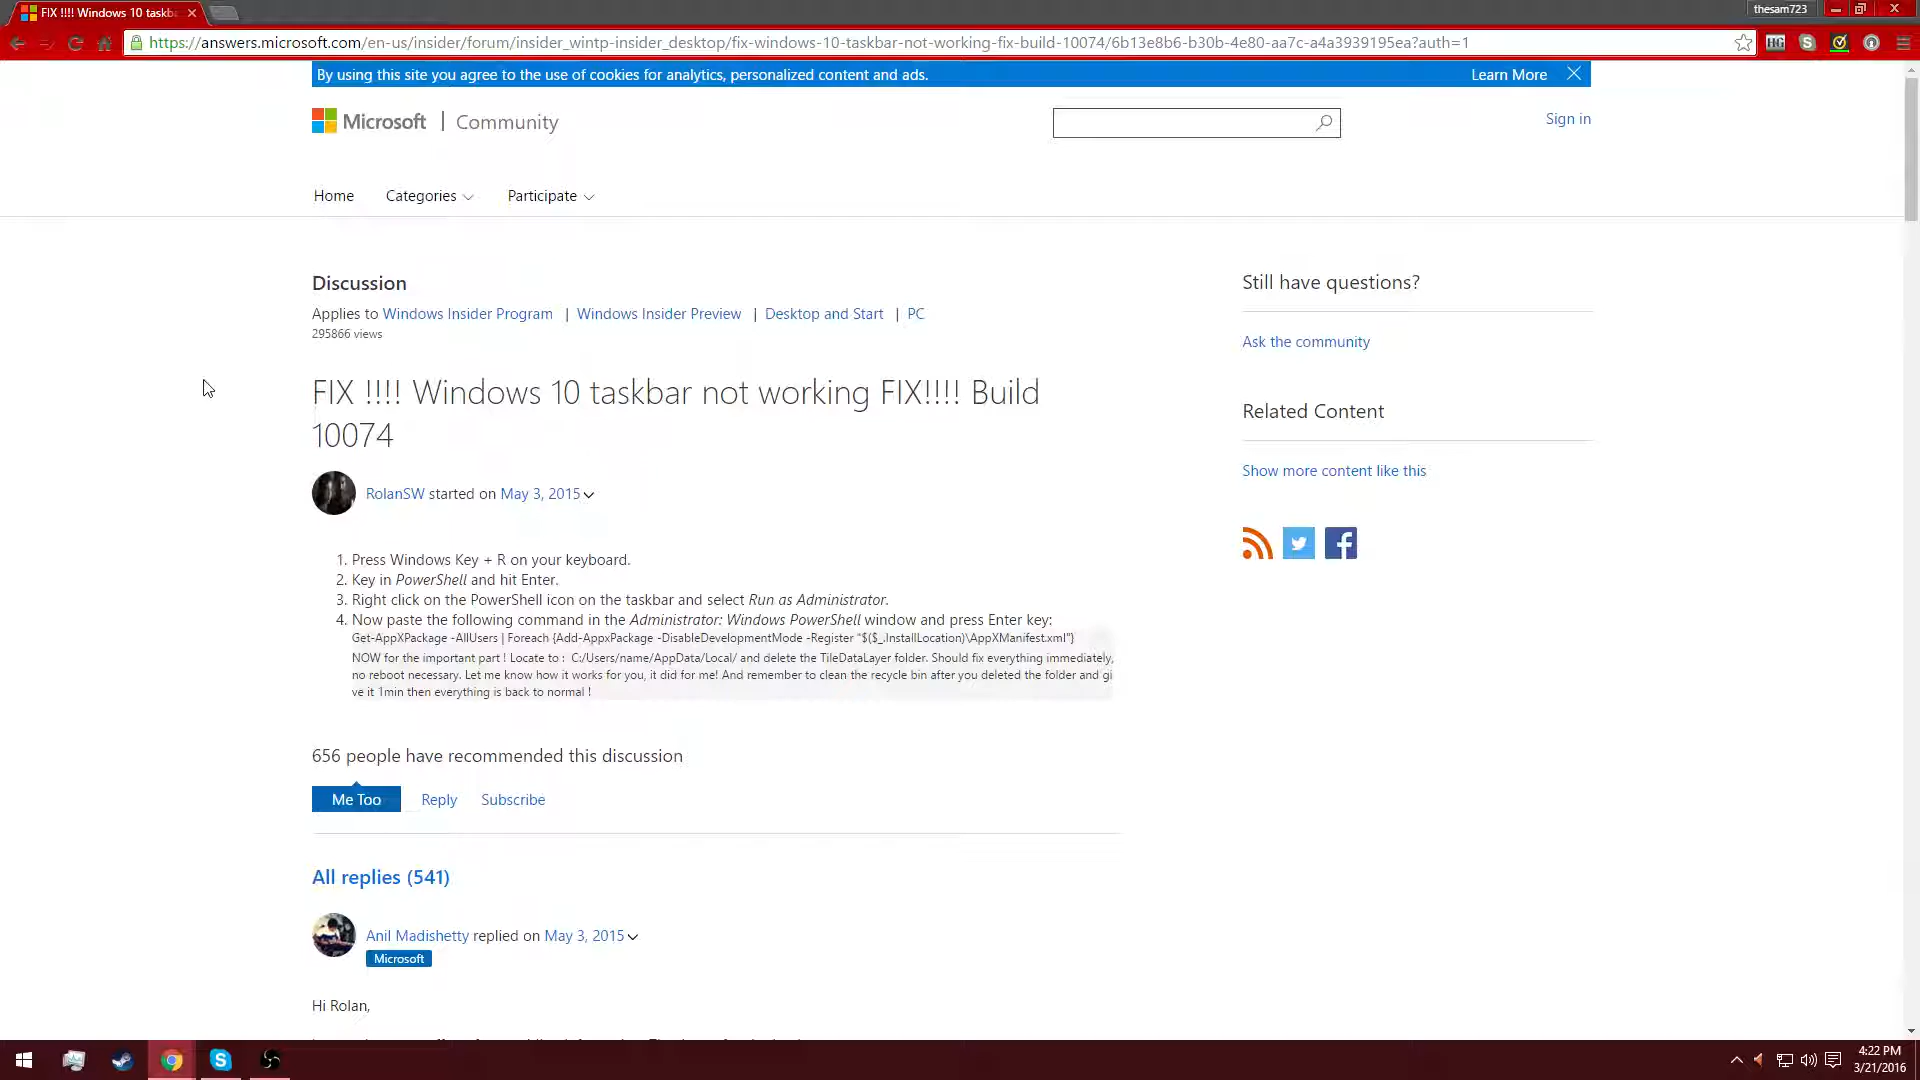 FIX !!!! Windows 10 taskb
thesam723
https://answers.microsoft.com/en-us/insider/forum/insider_wintp-insider_desktop/fix-windows-10-taskbar-not-working-fix-build-10074/6b13e8b6-b30b-4e80-aa7c-a4a3939195ea?auth=1
By using this site you agree to the use of cookies for analytics, personalized content and ads.
Learn More
Microsoft | Community
Sign in
Home Categories Participate
Discussion
Applies to Windows Insider Program | Windows Insider Preview | Desktop and Start | PC
295866 views
FIX !!!! Windows 10 taskbar not working FIX!!!! Build
10074
RolanSW started on May 3, 2015
1. Press Windows Key + R on your keyboard.
2. Key in PowerShell and hit Enter.
3. Right click on the PowerShell icon on the taskbar and select Run as Administrator.
4. Now paste the following command in the Administrator: Windows PowerShell window and press Enter key:
Get-AppXPackage -AllUsers | Foreach {Add-AppxPackage -DisableDevelopmentMode -Register “$($_.InstallLocation)\AppXManifest.xml”}
NOW for the important part ! Locate to : C:/Users/name/AppData/Local/ and delete the TileDataLayer folder. Should fix everything immediately,
no reboot necessary. Let me know how it works for you, it did for me! And remember to clean the recycle bin after you deleted the folder and gi
ve it 1min then everything is back to normal !
656 people have recommended this discussion
Me Too Reply Subscribe
All replies (541)
Anil Madishetty replied on May 3, 2015
Microsoft
Hi Rolan,
Still have questions?
Ask the community
Related Content
Show more content like this
4:22 PM
3/21/2016